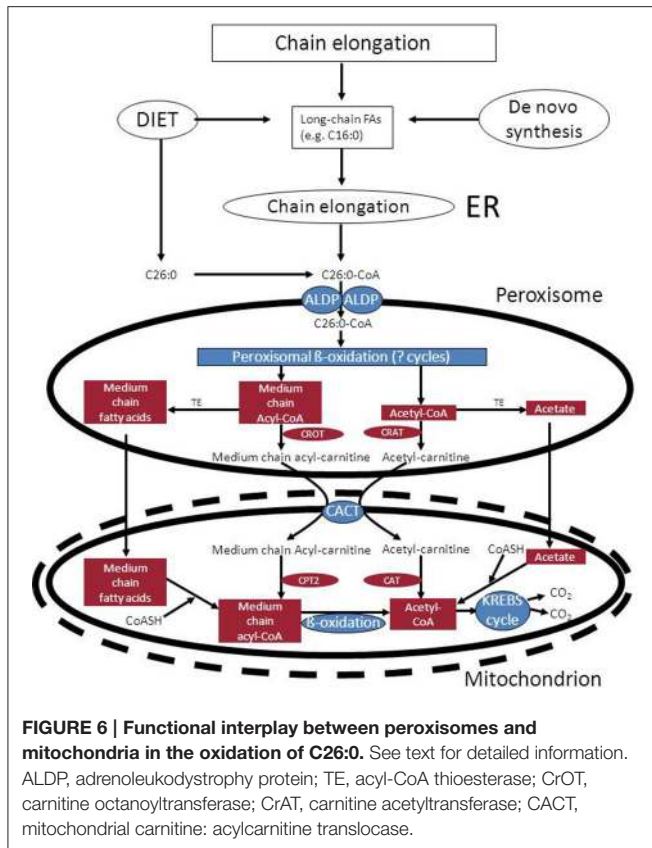 Chain elongation
DIET
Long-chain FAs
(e.g. C16:0)
De novo
synthesis
Chain elongation
ER
C26:0
C26:0-CoA
ALDP
ALDP
Peroxisome
C26:0-CoA
Peroxisomal ß-oxidation (? cycles)
Medium
chain
fatty acids
TE
Medium
chain
Acyl-CoA
Acetyl-CoA
TE
Acetate
CROT
CRAT
Medium chain acyl-carnitine
Acetyl-carnitine
CACT
Medium chain Acyl-carnitine
Acetyl-carnitine
CoASH
Acetate
Medium
chain
fatty acids
CPT2
CAT
CoASH
Medium
chain
acyl-CoA
ß-oxidation
Acetyl-
CoA
KREBS
cycle
CO2
CO2
Mitochondrion
FIGURE 6 | Functional interplay between peroxisomes and
mitochondria in the oxidation of C26:0. See text for detailed information.
ALDP, adrenoleukodystrophy protein; TE, acyl-CoA thioesterase; CrOT,
carnitine octanoyltransferase; CrAT, carnitine acetyltransferase; CACT,
mitochondrial carnitine: acylcarnitine translocase.